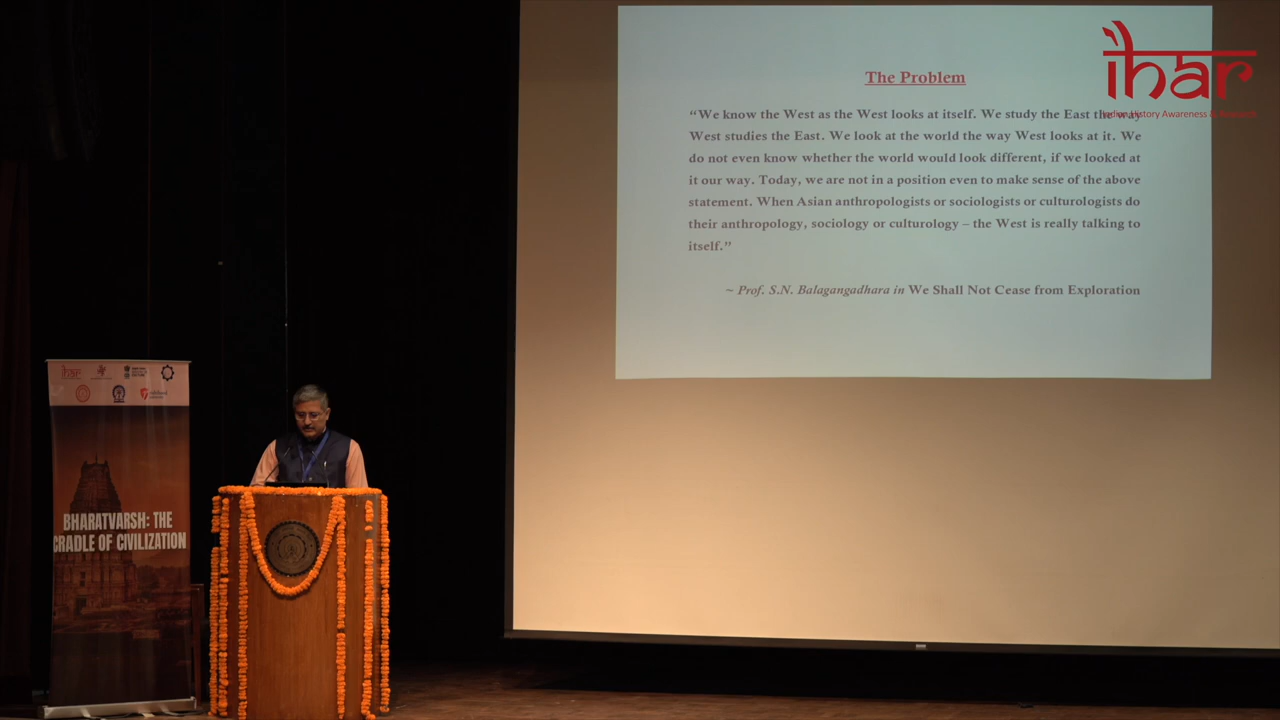 The Problem
ihar
Indian History Awareness & Research
“We know the West as the West looks at itself. We study the East the way
West studies the East. We look at the world the way West looks at it. We
do not even know whether the world would look different, if we looked at
it our way. Today, we are not in a position even to make sense of the above
statement. When Asian anthropologists or sociologists or culturologists do
their anthropology, sociology or culturology – the West is really talking to
itself.”
~ Prof. S.N. Balagangadhara in We Shall Not Cease from Exploration
ihar
BHARATVARSH: THE
CRADLE OF CIVILIZATION